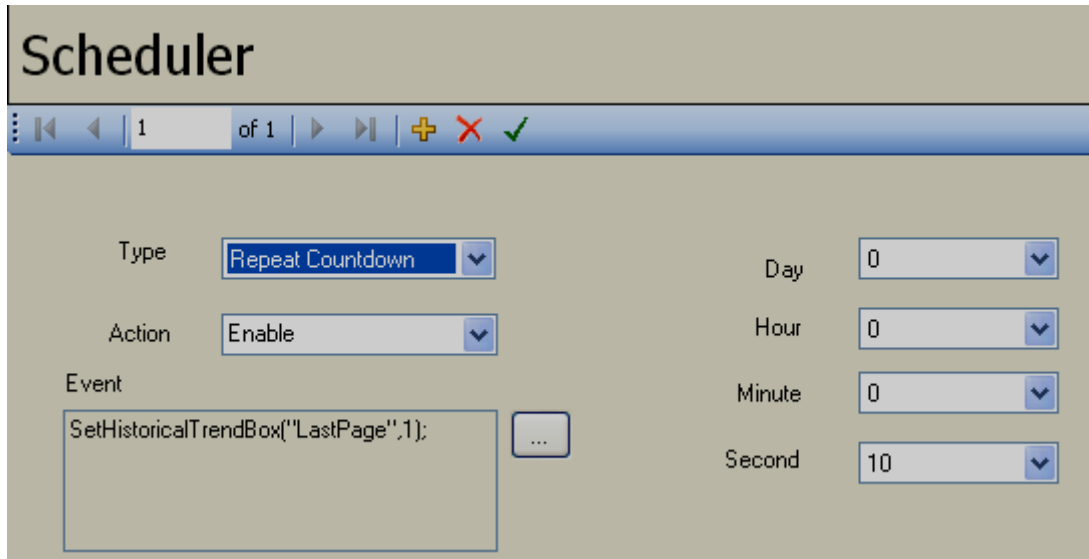 Scheduler
1 of 1
Type Repeat Countdown
Day 0
Action Enable
Hour 0
Event
Minute 0
SetHistoricalTrendBox("LastPage",1);
...
Second 10